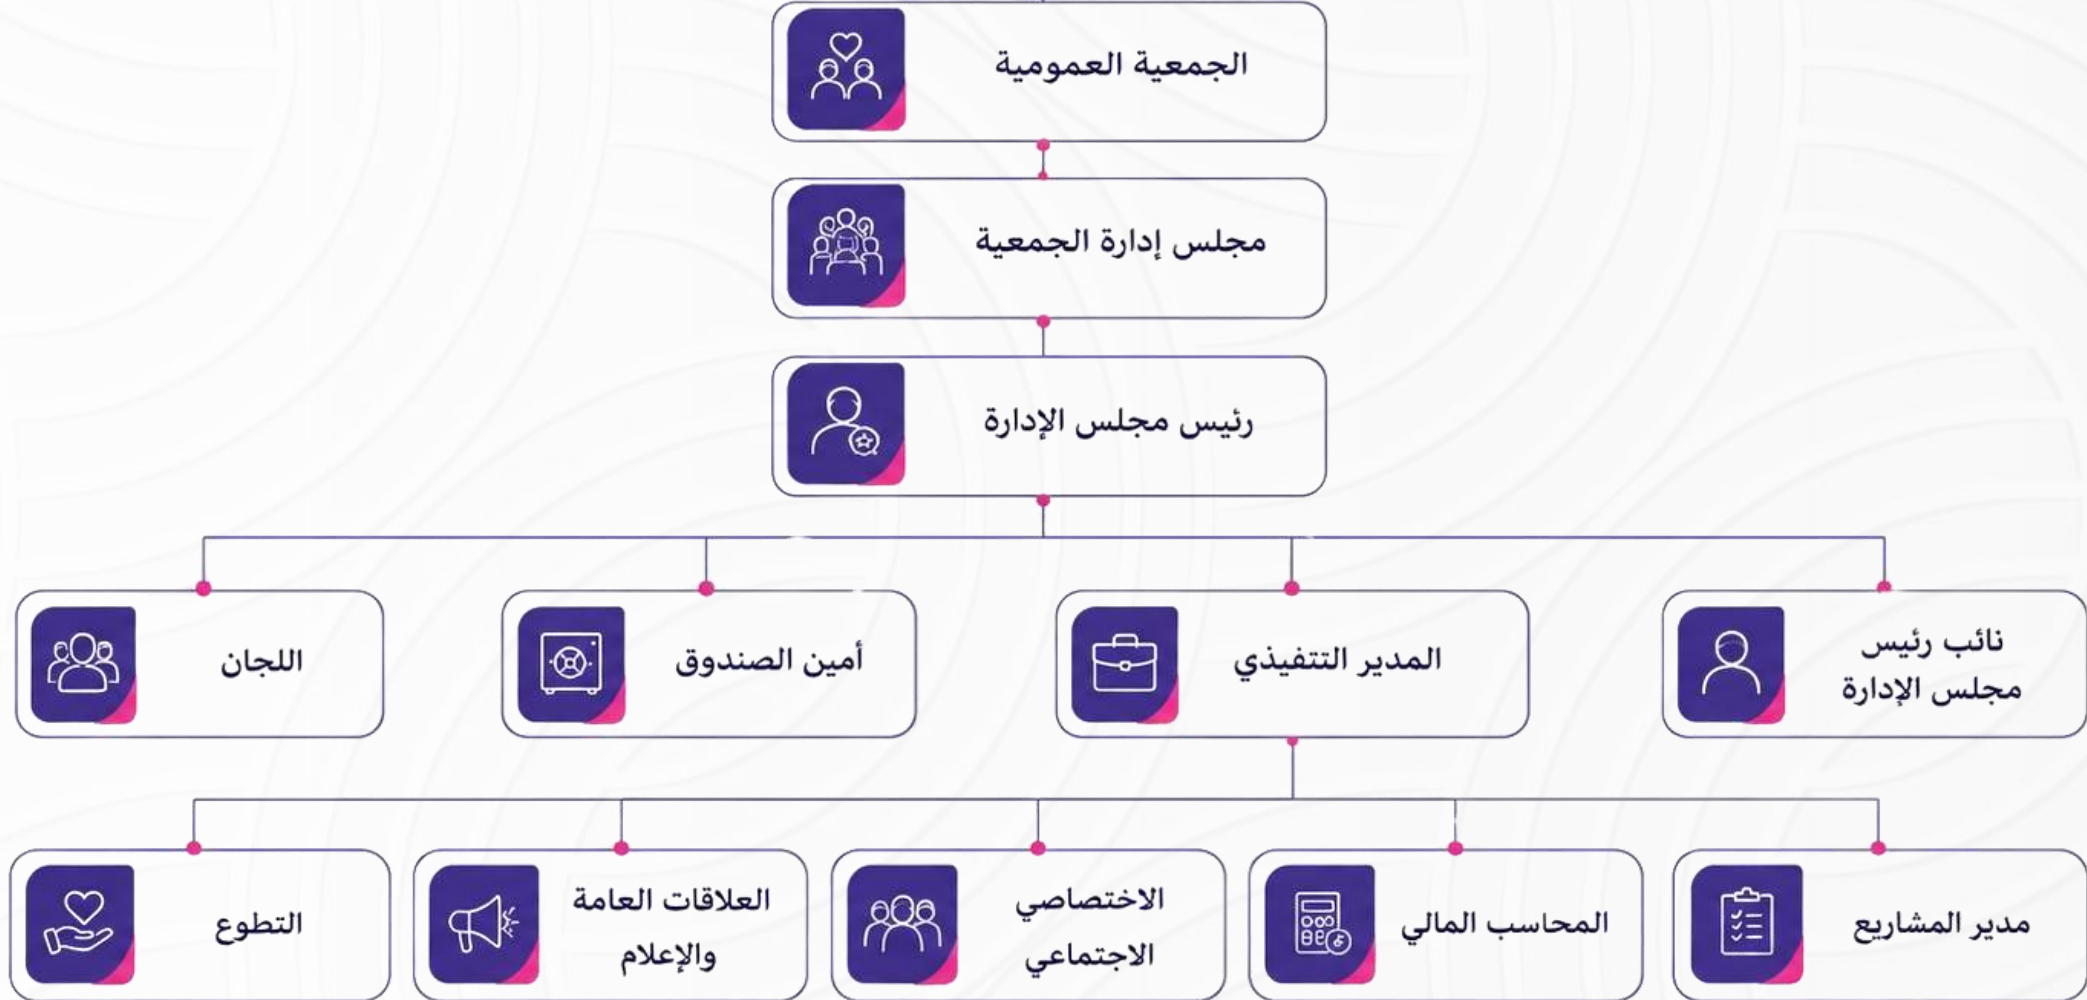 الجمعية العمومية
مجلس إدارة الجمعية
رئيس مجلس الإدارة
نائب رئيس
مجلس الإدارة
المدير التتفيذي
أمين الصندوق
اللجان
مدير المشاريع
المحاسب المالي
الاختصاصي
الاجتماعي
العلاقات العامة
والإعلام
التطوع